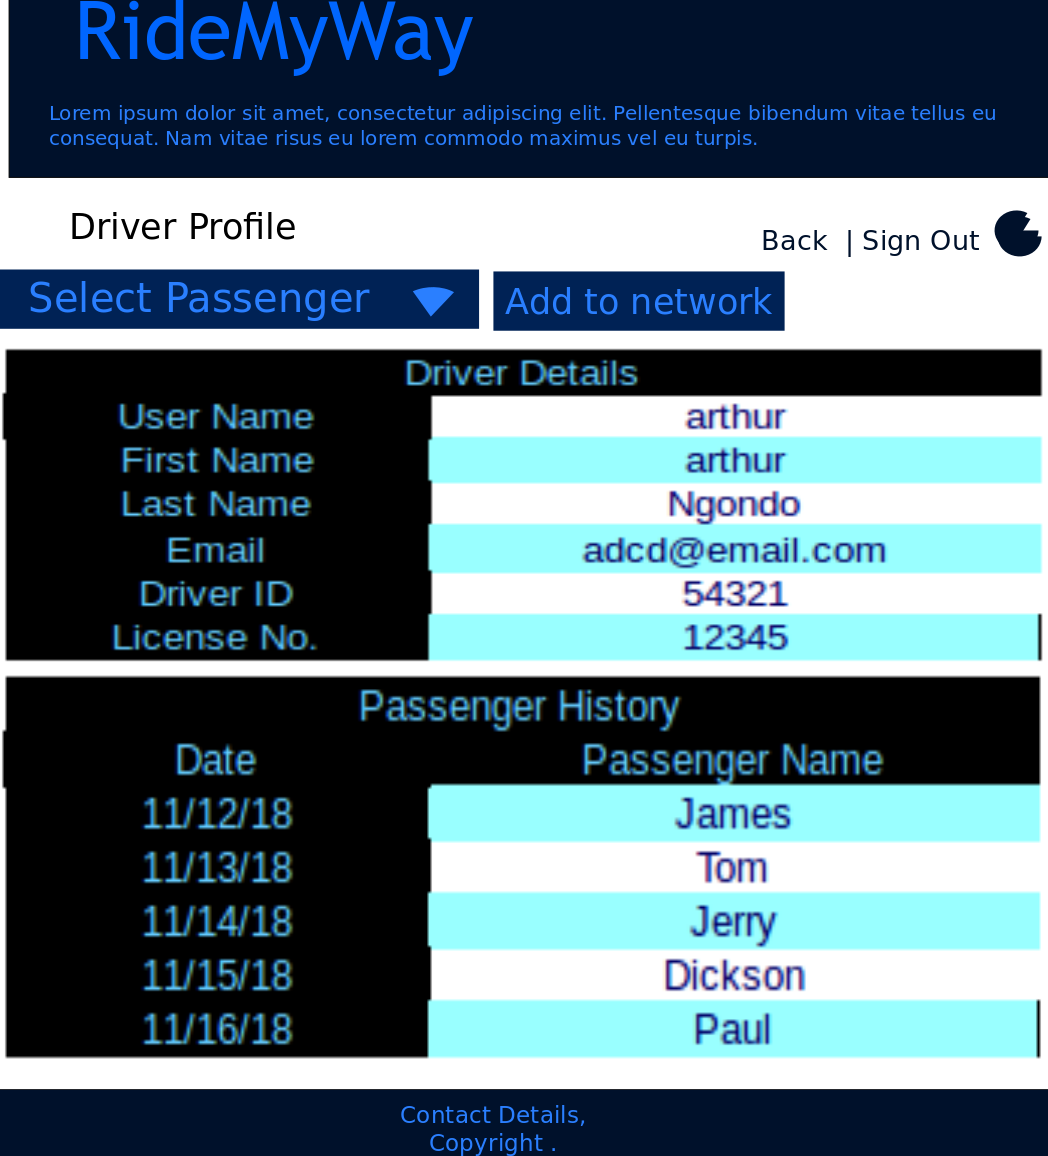 RideMyWay
Lorem ipsum dolor sit amet, consectetur adipiscing elit. Pellentesque bibendum vitae tellus eu
consequat. Nam vitae risus eu lorem commodo maximus vel eu turpis.
Driver Profile
Back | Sign Out
Select Passenger Add to network
Driver Details
User Name arthur
First Name arthur
Last Name Ngondo
Email adcd@email.com
Driver ID 54321
License No. 12345
Passenger History
Date Passenger Name
11/12/18 James
11/13/18 Tom
11/14/18 Jerry
11/15/18 Dickson
11/16/18 Paul
Contact Details,
Copyright .